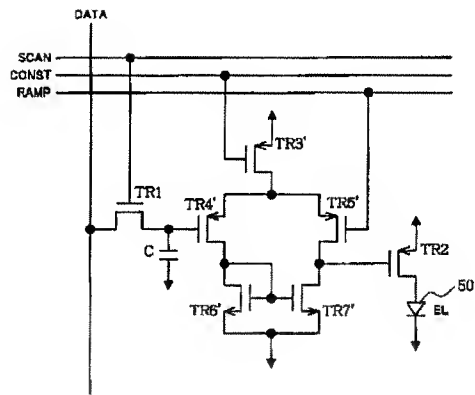 DATA
SCAN
CONST
RAMP
TR3'
TR1
TR4'
TR5'
TR2
C
50
TR6'
TR7'
EL